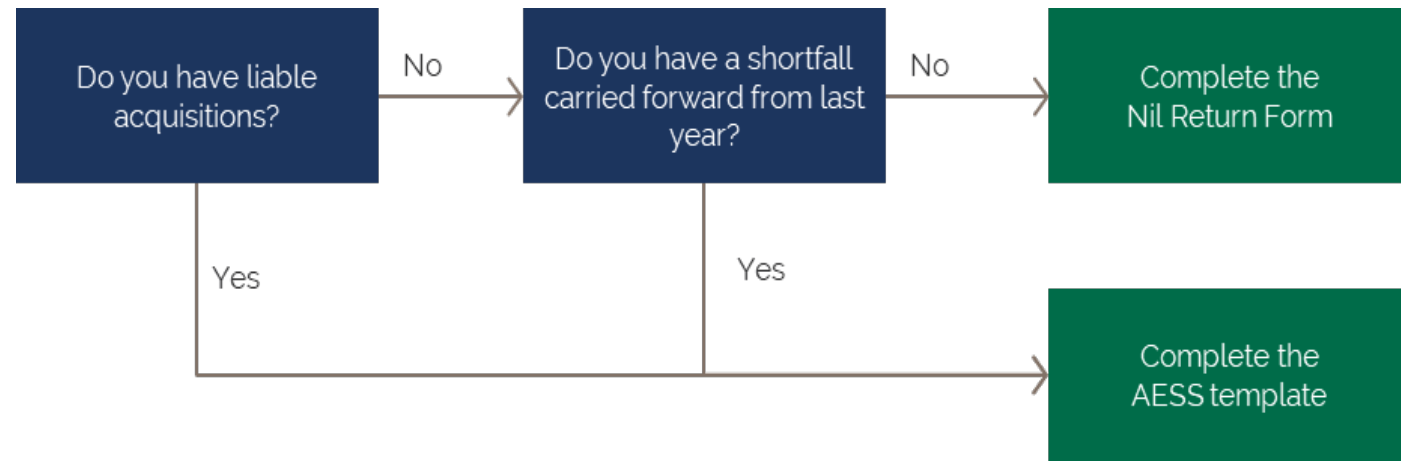 Do you have liable
acquisitions?
No
Do you have a shortfall
carried forward from last
year?
No
Complete the
Nil Return Form
Yes
Yes
Complete the
AESS template